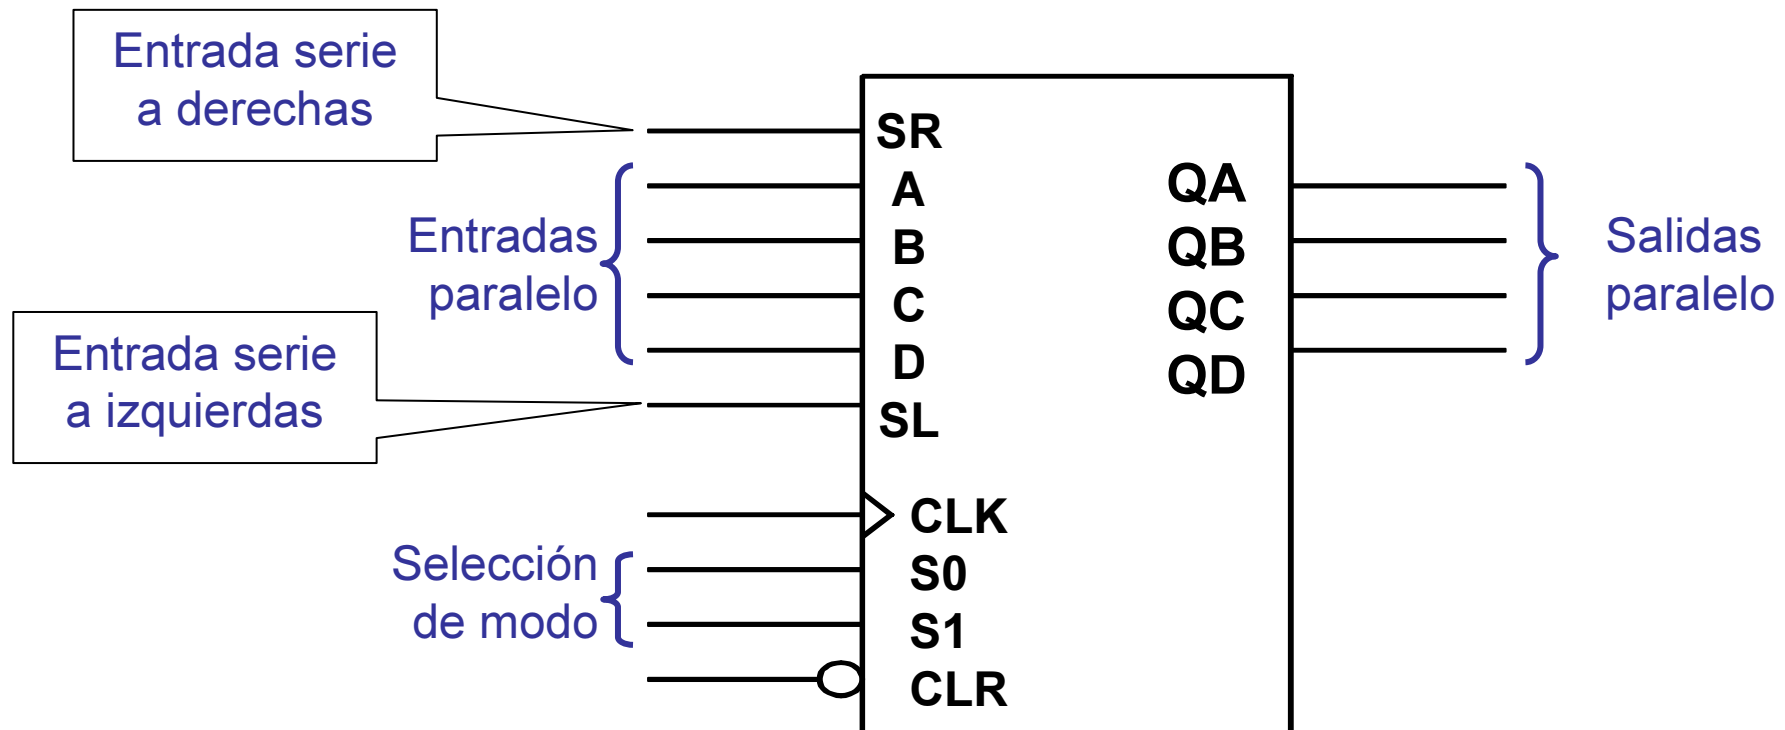 Entrada serie
a derechas
Entradas
paralelo
Entrada serie
a izquierdas
Selección
de modo
SR
A
B
C
D
SL
CLK
S0
S1
CLR
QA
QB
QC
QD
Salidas
paralelo